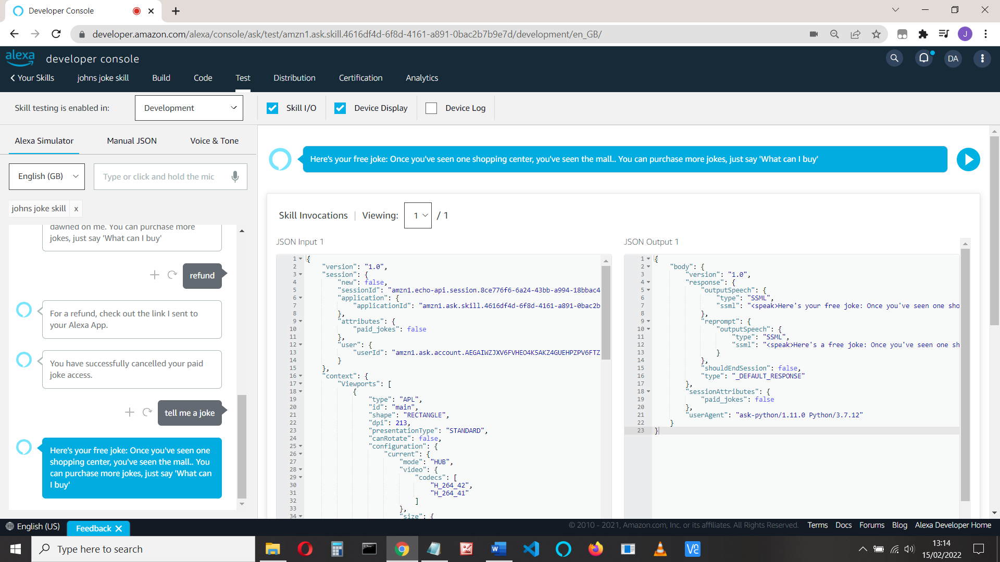 Developer Console
developer.amazon.com/alexa/console/ask/test/amzn1.ask.skill.4616df4d-6f8d-4161-a891-0bac2b7b9e7d/development/en_GB/
J
alexa developer console
DA
Your Skills
johns joke skill
Build
Code
Test
Distribution
Certification
Analytics
Skill testing is enabled in:
Development
Skill I/O
Device Display
Device Log
Alexa Simulator
Manual JSON
Voice & Tone
English (GB)
Type or click and hold the mic
johns joke skill
x
dawned on me. You can purchase more
jokes, just say 'What can I buy'
refund
For a refund, check out the link I sent to
your Alexa App.
You have successfully cancelled your paid
joke access.
tell me a joke
Here's your free joke: Once you've seen one
shopping center, you've seen the mall.. You
can purchase more jokes, just say 'What can
I buy'
Here's your free joke: Once you've seen one shopping center, you've seen the mall.. You can purchase more jokes, just say 'What can I buy'
Skill Invocations | Viewing:
1
/ 1
JSON Input 1
1 {
2 "version": "1.0",
3 "session": {
4 "new": false,
5 "sessionId": "amzn1.echo-api.session.8ce776f6-6a24-43bb-a994-18bbac4
6 "application": {
7 "applicationId": "amzn1.ask.skill.4616df4d-6f8d-4161-a891-0bac2b
8 },
9 "attributes": {
10 "paid_jokes": false
11 },
12 "user": {
13 "userId": "amzn1.ask.account.AEGAIWZJXV6FVHEO4K5AKZ4GUEHPZPV6FTZ
14 }
15 },
16 "context": {
17 "Viewports": [
18 {
19 "type": "APL",
20 "id": "main",
21 "shape": "RECTANGLE",
22 "dpi": 213,
23 "presentationType": "STANDARD",
24 "canRotate": false,
25 "configuration": {
26 "current": {
27 "mode": "HUB",
28 "video": {
29 "codecs": [
30 "H_264_42",
31 "H_264_41"
32 ]
33 },
34 "size": {
JSON Output 1
1 {
2 "body": {
3 "version": "1.0",
4 "response": {
5 "outputSpeech": {
6 "type": "SSML",
7 "ssml": "<speak>Here's your free joke: Once you've seen one sho
8 },
9 "reprompt": {
10 "outputSpeech": {
11 "type": "SSML",
12 "ssml": "<speak>Here's a free joke: Once you've seen one sh
13 }
14 },
15 "shouldEndSession": false,
16 "type": "_DEFAULT_RESPONSE"
17 },
18 "sessionAttributes": {
19 "paid_jokes": false
20 },
21 "userAgent": "ask-python/1.11.0 Python/3.7.12"
22 }
23 }
English (US)
Feedback
© 2010 - 2021, Amazon.com, Inc. or its affiliates. All Rights Reserved.
Terms
Docs
Forums
Blog
Alexa Developer Home
Type here to search
13:14
15/02/2022